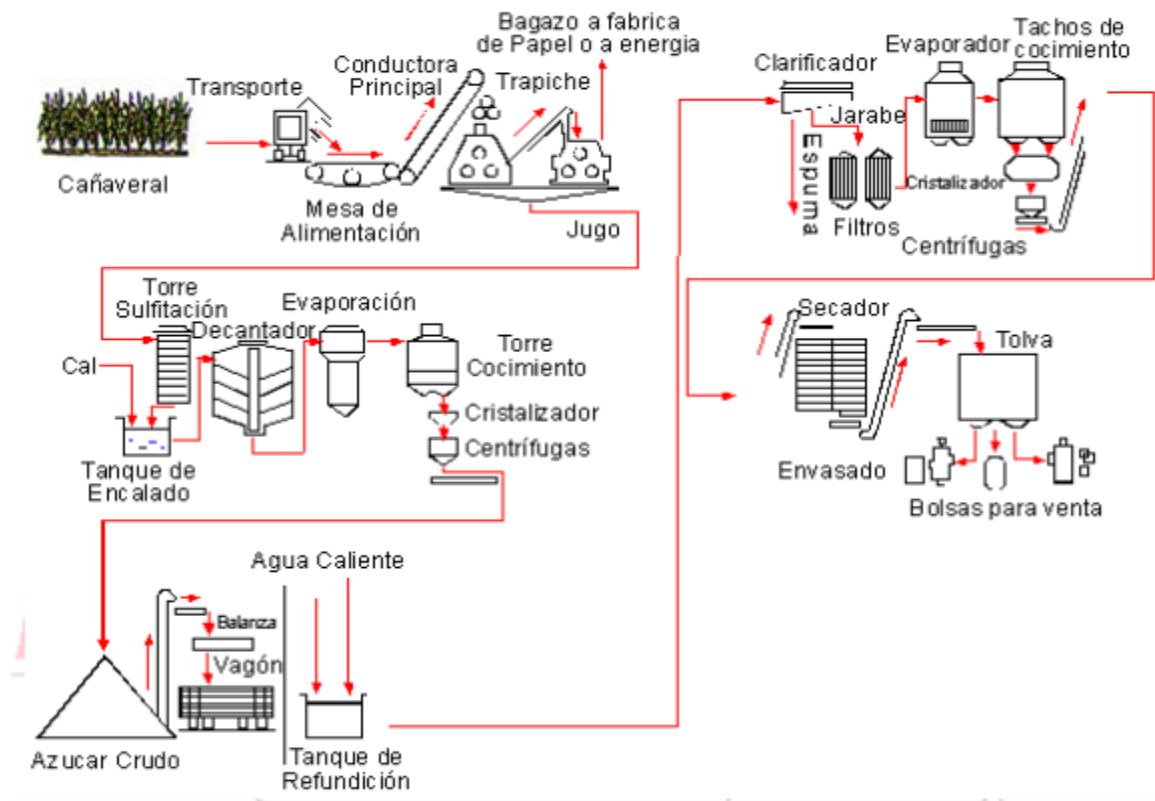 Bagazo a fabrica
de Papel o a energia
Transporte
Conductora
Principal
Trapiche
Cañaveral
Mesa de
Alimentación
Jugo
Tachos de
cocimiento
Evaporador
Clarificador
Jarabe
Espuma
Filtros
Cristalizador
Centrífugas
Torre
Sulfitación
Decantador
Evaporación
Torre
Cocimiento
Cal
Cristalizador
Centrífugas
Tanque de
Encalado
Secador
Tolva
Envasado
Bolsas para venta
Agua Caliente
Balanza
Vagón
Azucar Crudo
Tanque de
Refundición